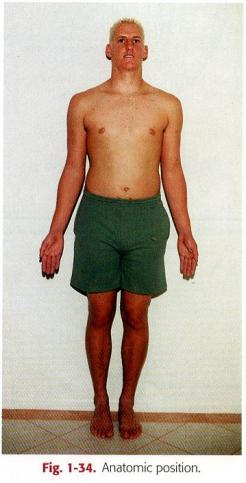 Fig. 1-34. Anatomic position.